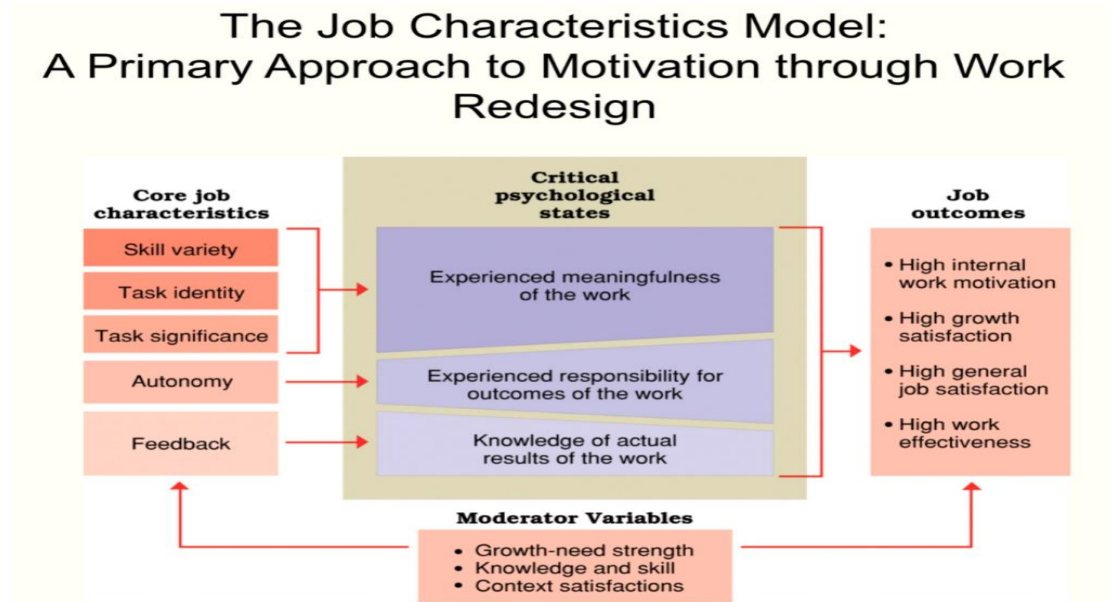 The Job Characteristics Model:
A Primary Approach to Motivation through Work
Redesign
Core job
characteristics
Skill variety
Task identity
Task significance
Autonomy
Feedback
Critical
psychological
states
Experienced meaningfulness
of the work
Experienced responsibility for
outcomes of the work
Knowledge of actual
results of the work
Job
outcomes
• High internal
work motivation
• High growth
satisfaction
• High general
job satisfaction
• High work
effectiveness
Moderator Variables
• Growth-need strength
• Knowledge and skill
• Context satisfactions